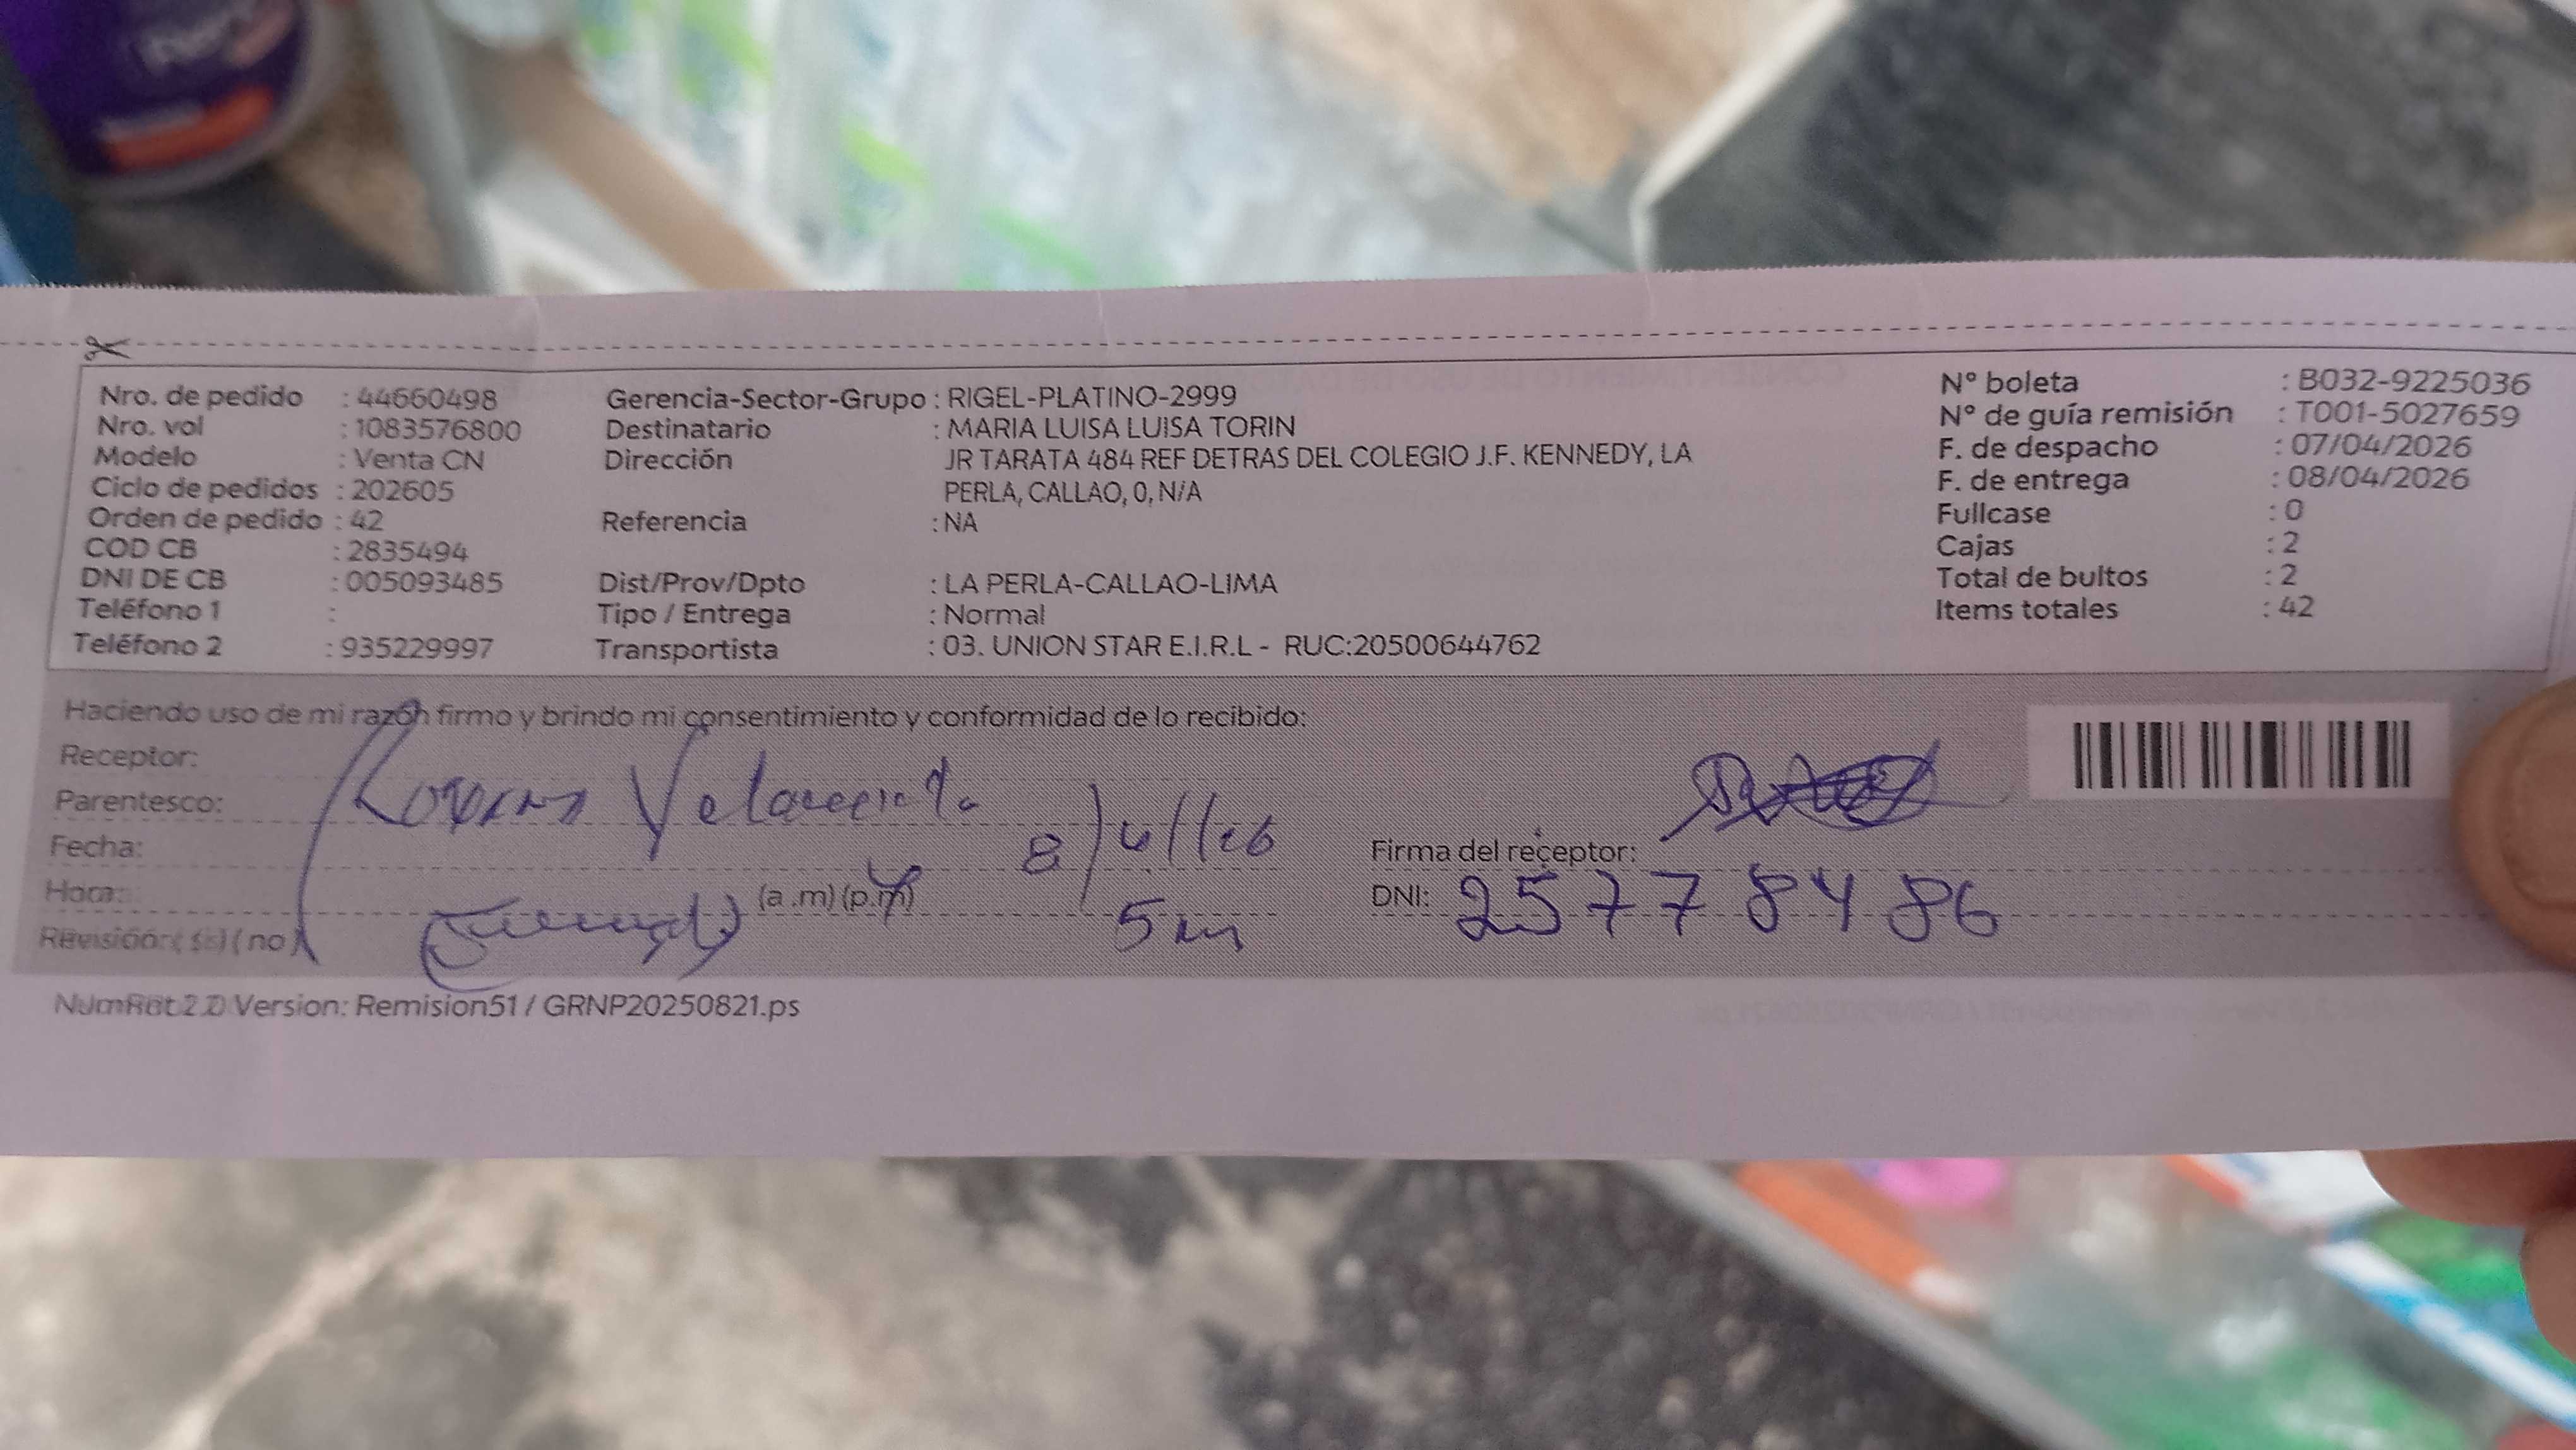 Nro. de pedido : 44660498 Gerencia-Sector-Grupo : RIGEL-PLATINO-2999 N° boleta : B032-9225036
Nro. vol : 1083576800 Destinatario : MARIA LUISA LUISA TORIN N° de guía remisión : T001-5027659
Modelo : Venta CN Dirección JR TARATA 484 REF DETRAS DEL COLEGIO J.F. KENNEDY, LA F. de despacho : 07/04/2026
Ciclo de pedidos : 202605 PERLA, CALLAO, 0, N/A F. de entrega : 08/04/2026
Orden de pedido : 42 Referencia : NA Fullcase : 0
COD CB : 2835494 Cajas : 2
DNI DE CB : 005093485 Dist/Prov/Dpto : LA PERLA-CALLAO-LIMA Total de bultos : 2
Teléfono 1 : Tipo / Entrega : Normal Items totales : 42
Teléfono 2 : 935229997 Transportista : 03. UNION STAR E.I.R.L - RUC:20500644762
Haciendo uso de mi razón firmo y brindo mi consentimiento y conformidad de lo recibido:
Receptor:
Parentesco:
Fecha: Firma del receptor:
Hora: (a .m) (p.m) DNI: 25778486
Revisión: (si) (no)
NumRot 2.0 Version: Remision51 / GRNP20250821.ps